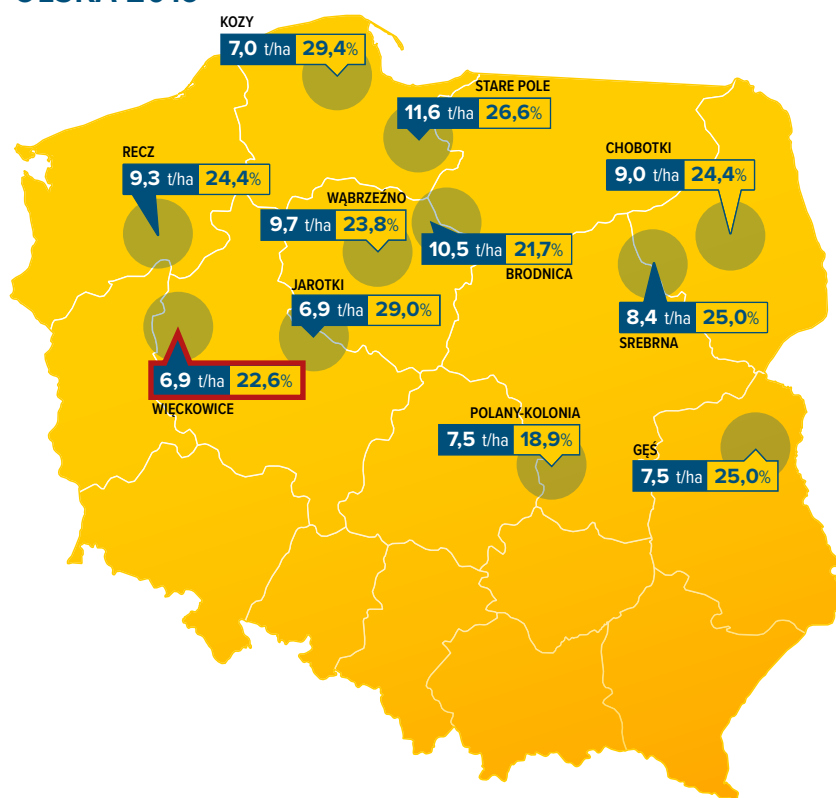 KOZY
7,0 t/ha 29,4%
STARE POLE
11,6 t/ha 26,6%
RECZ
9,3 t/ha 24,4%
CHOBOTKI
9,0 t/ha 24,4%
WĄBRZEŹNO
9,7 t/ha 23,8%
10,5 t/ha 21,7%
BRODNICA
JAROTKI
6,9 t/ha 29,0%
8,4 t/ha 25,0%
SREBRNA
6,9 t/ha 22,6%
WIĘCKOWICE
POLANY-KOLONIA
7,5 t/ha 18,9%
GĘŚ
7,5 t/ha 25,0%